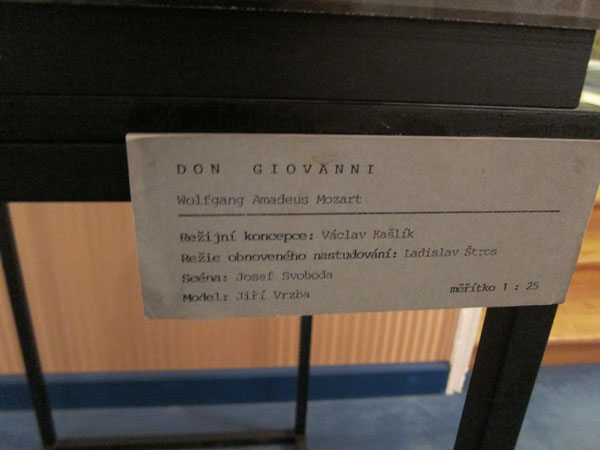 DON GIOVANNI
Wolfgang Amadeus Mozart
Režijní koncepce: Václav Kašlík
Režie obnoveného nastudování: Ladislav Štros
Scéna: Josef Svoboda
Model: Jiří Vrzba
měřítko 1 : 25